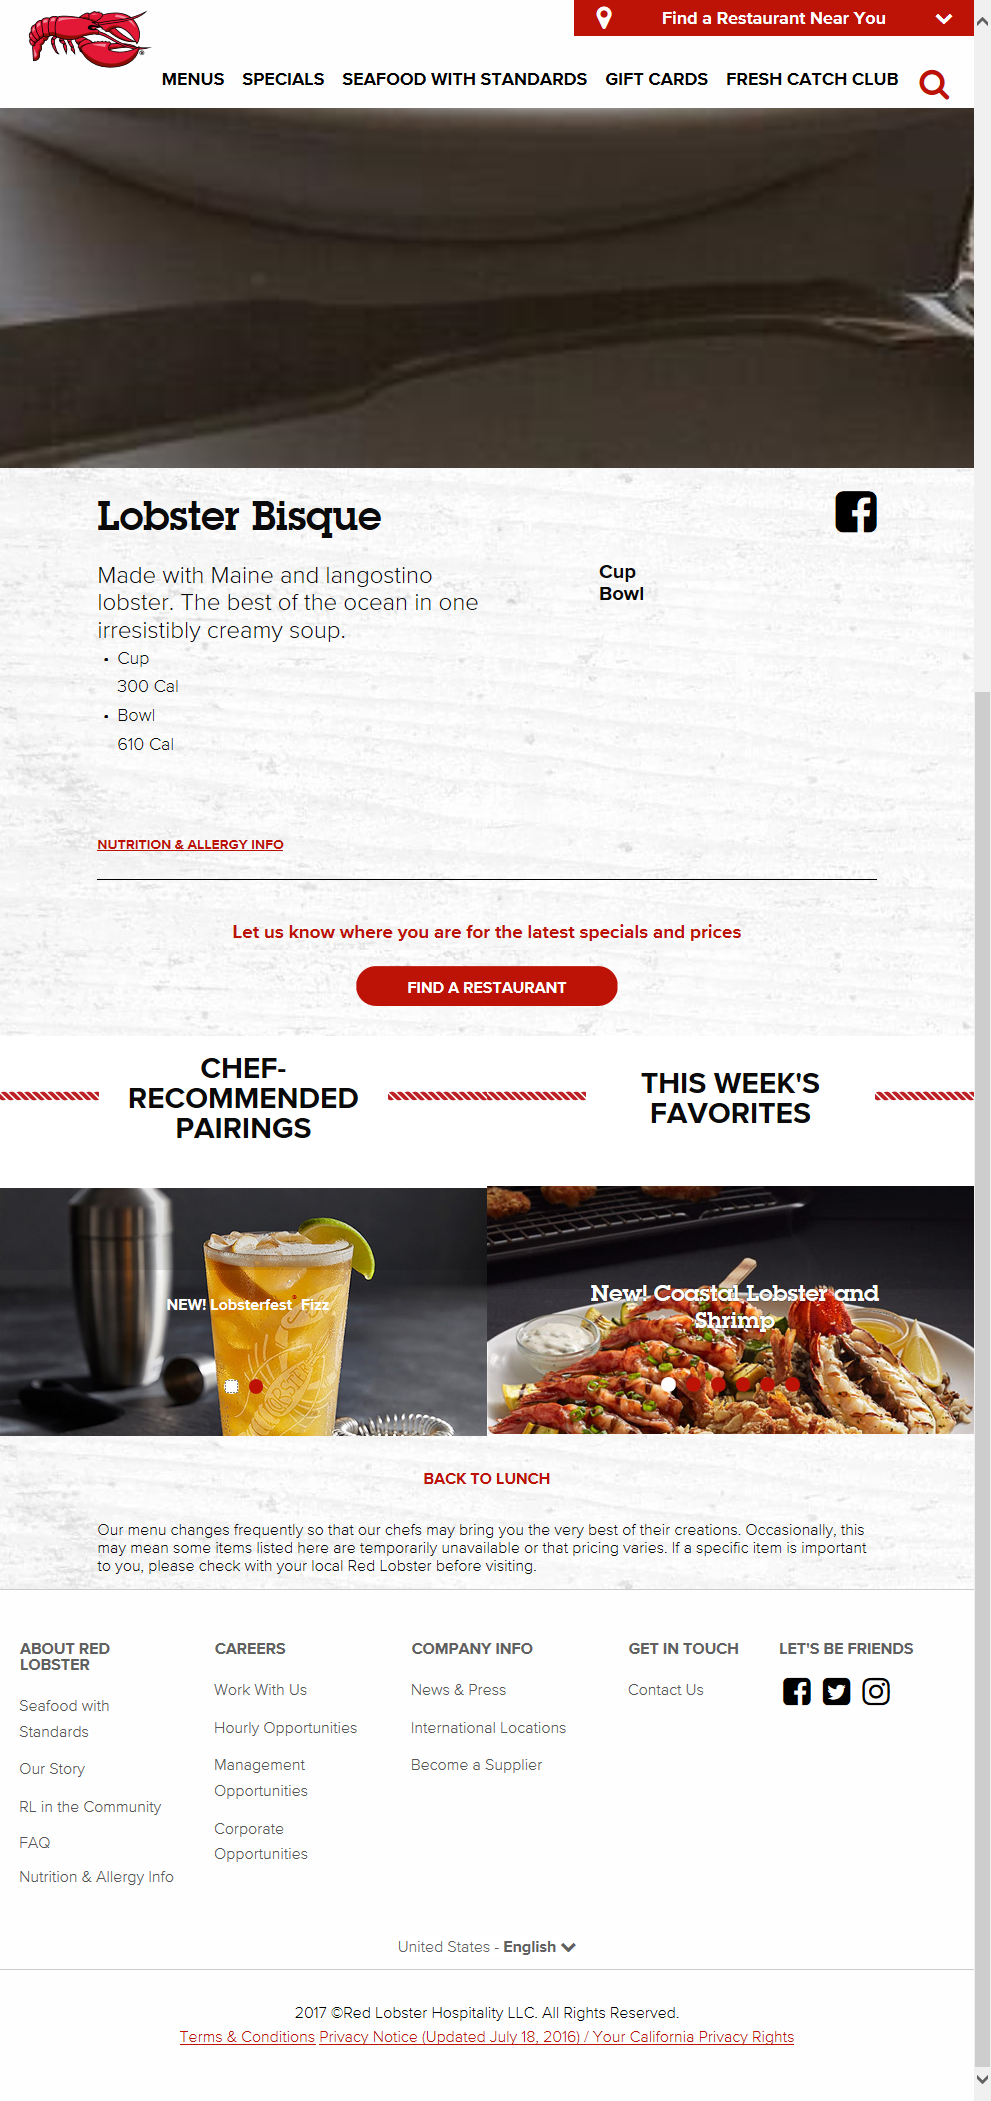 Find a Restaurant Near You
MENUS SPECIALS SEAFOOD WITH STANDARDS GIFT CARDS FRESH CATCH CLUB
Lobster Bisque
Made with Maine and langostino
lobster. The best of the ocean in one
irresistibly creamy soup.
• Cup
300 Cal
• Bowl
610 Cal
Cup
Bowl
NUTRITION & ALLERGY INFO
Let us know where you are for the latest specials and prices
FIND A RESTAURANT
CHEF-
RECOMMENDED
PAIRINGS
THIS WEEK'S
FAVORITES
NEW! Lobsterfest® Fizz
New! Coastal Lobster and
Shrimp
BACK TO LUNCH
Our menu changes frequently so that our chefs may bring you the very best of their creations. Occasionally, this
may mean some items listed here are temporarily unavailable or that pricing varies. If a specific item is important
to you, please check with your local Red Lobster before visiting.
ABOUT RED
LOBSTER
Seafood with
Standards
Our Story
RL in the Community
FAQ
Nutrition & Allergy Info
CAREERS
Work With Us
Hourly Opportunities
Management
Opportunities
Corporate
Opportunities
COMPANY INFO
News & Press
International Locations
Become a Supplier
GET IN TOUCH
Contact Us
LET'S BE FRIENDS
United States - English
2017 ©Red Lobster Hospitality LLC. All Rights Reserved.
Terms & Conditions Privacy Notice (Updated July 18, 2016) / Your California Privacy Rights